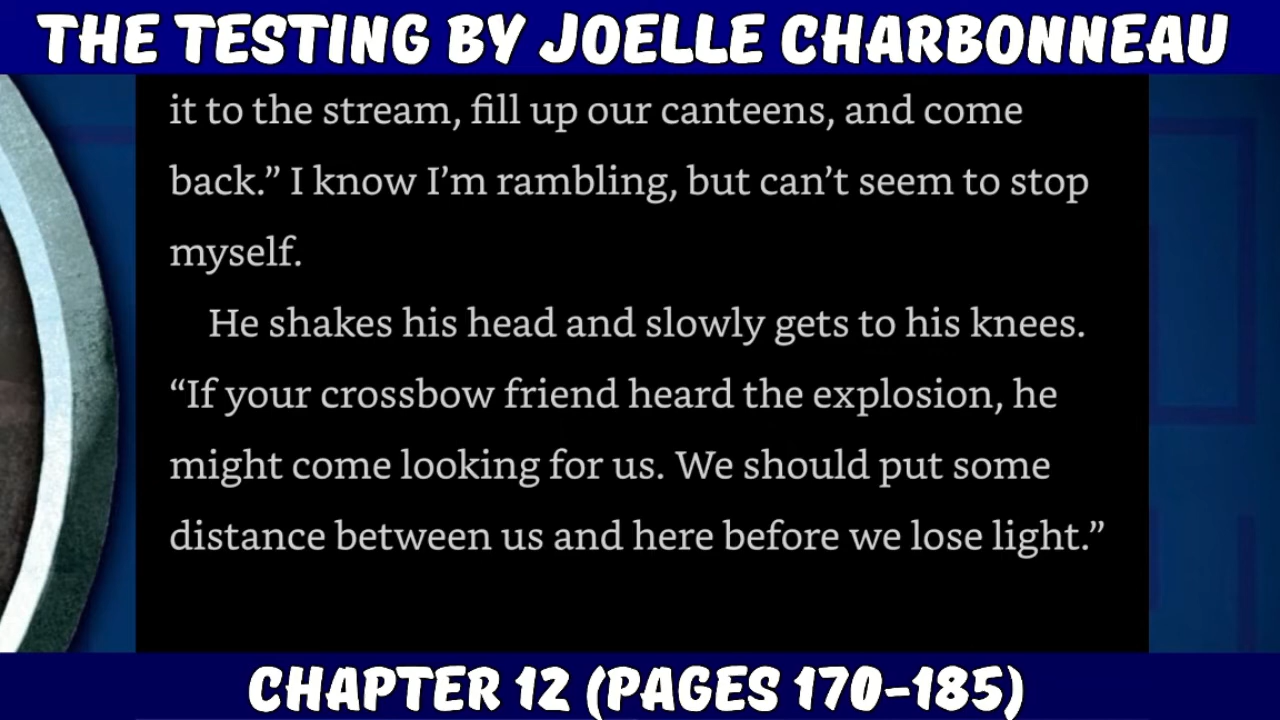 THE TESTING BY JOELLE CHARBONNEAU
it to the stream, fill up our canteens, and come
back.” I know I’m rambling, but can’t seem to stop
myself.
He shakes his head and slowly gets to his knees.
“If your crossbow friend heard the explosion, he
might come looking for us. We should put some
distance between us and here before we lose light.”
CHAPTER 12 (PAGES 170-185)